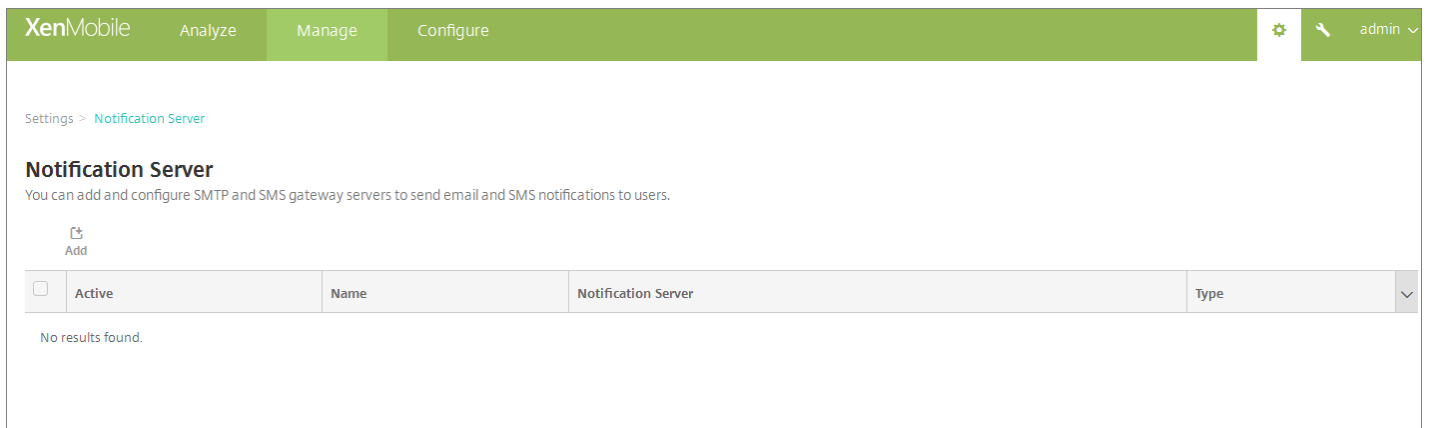 XenMobile Analyze Manage Configure admin
Settings > Notification Server
Notification Server
You can add and configure SMTP and SMS gateway servers to send email and SMS notifications to users.
Add
Active Name Notification Server Type
No results found.